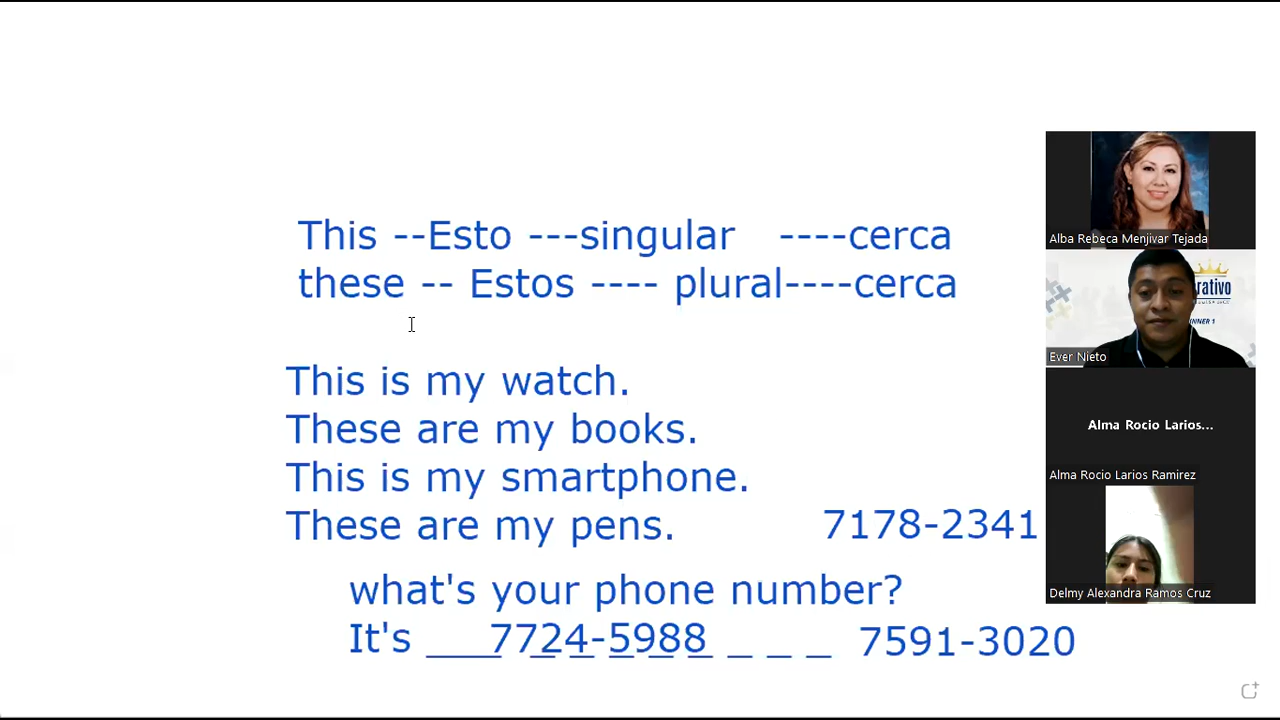 This --Esto ---singular ----cerca
these -- Estos ---- plural----cerca
This is my watch.
These are my books.
This is my smartphone.
These are my pens.
7178-2341
what's your phone number?
It's ___7724-5988 _ _ _
7591-3020
Alba Rebeca Menjivar Tejada
Ever Nieto
Alma Rocio Larios...
Alma Rocio Larios Ramirez
Delmy Alexandra Ramos Cruz